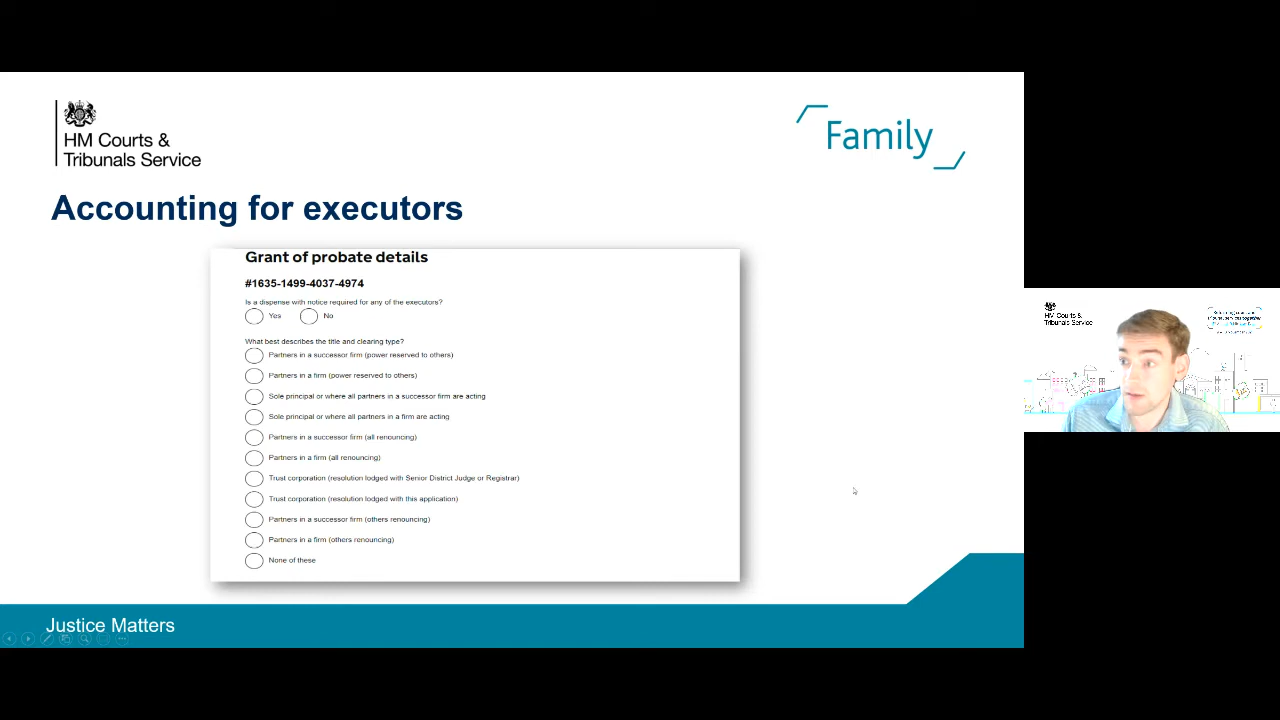 HM Courts &
Tribunals Service
Family
Accounting for executors
Grant of probate details
#1635-1499-4037-4974
Is a dispense with notice required for any of the executors?
Yes
No
What best describes the title and clearing type?
Partners in a successor firm (power reserved to others)
Partners in a firm (power reserved to others)
Sole principal or where all partners in a successor firm are acting
Sole principal or where all partners in a firm are acting
Partners in a successor firm (all renouncing)
Partners in a firm (all renouncing)
Trust corporation (resolution lodged with Senior District Judge or Registrar)
Trust corporation (resolution lodged with this application)
Partners in a successor firm (others renouncing)
Partners in a firm (others renouncing)
None of these
Justice Matters
HM Courts &
Tribunals Service